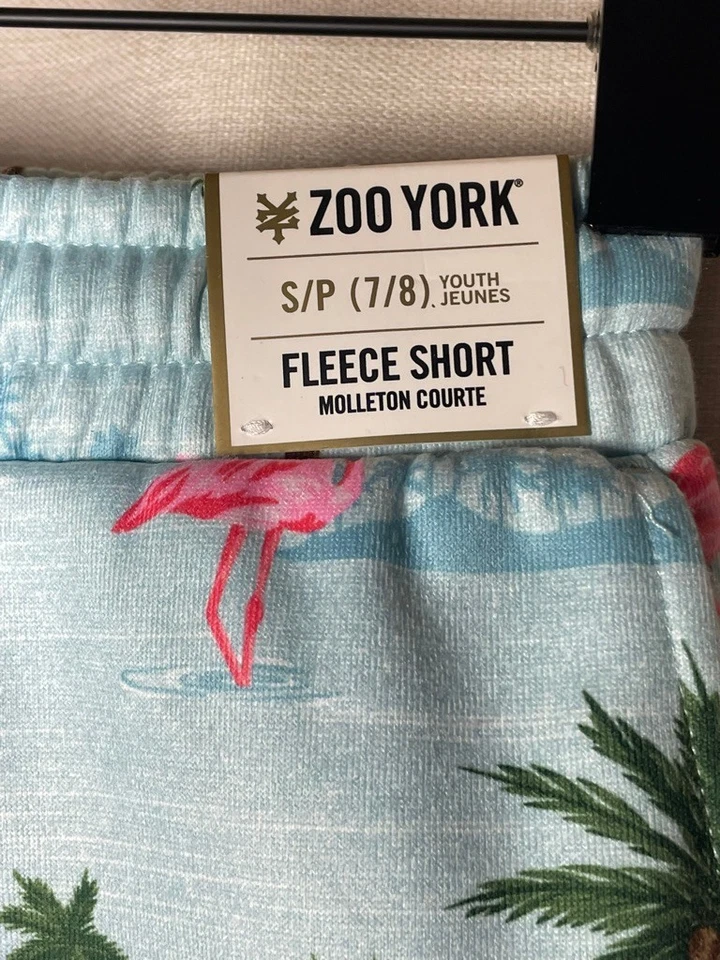 ZOO YORK®
S/P (7/8) YOUTH
JEUNES
FLEECE SHORT
MOLLETON COURTE